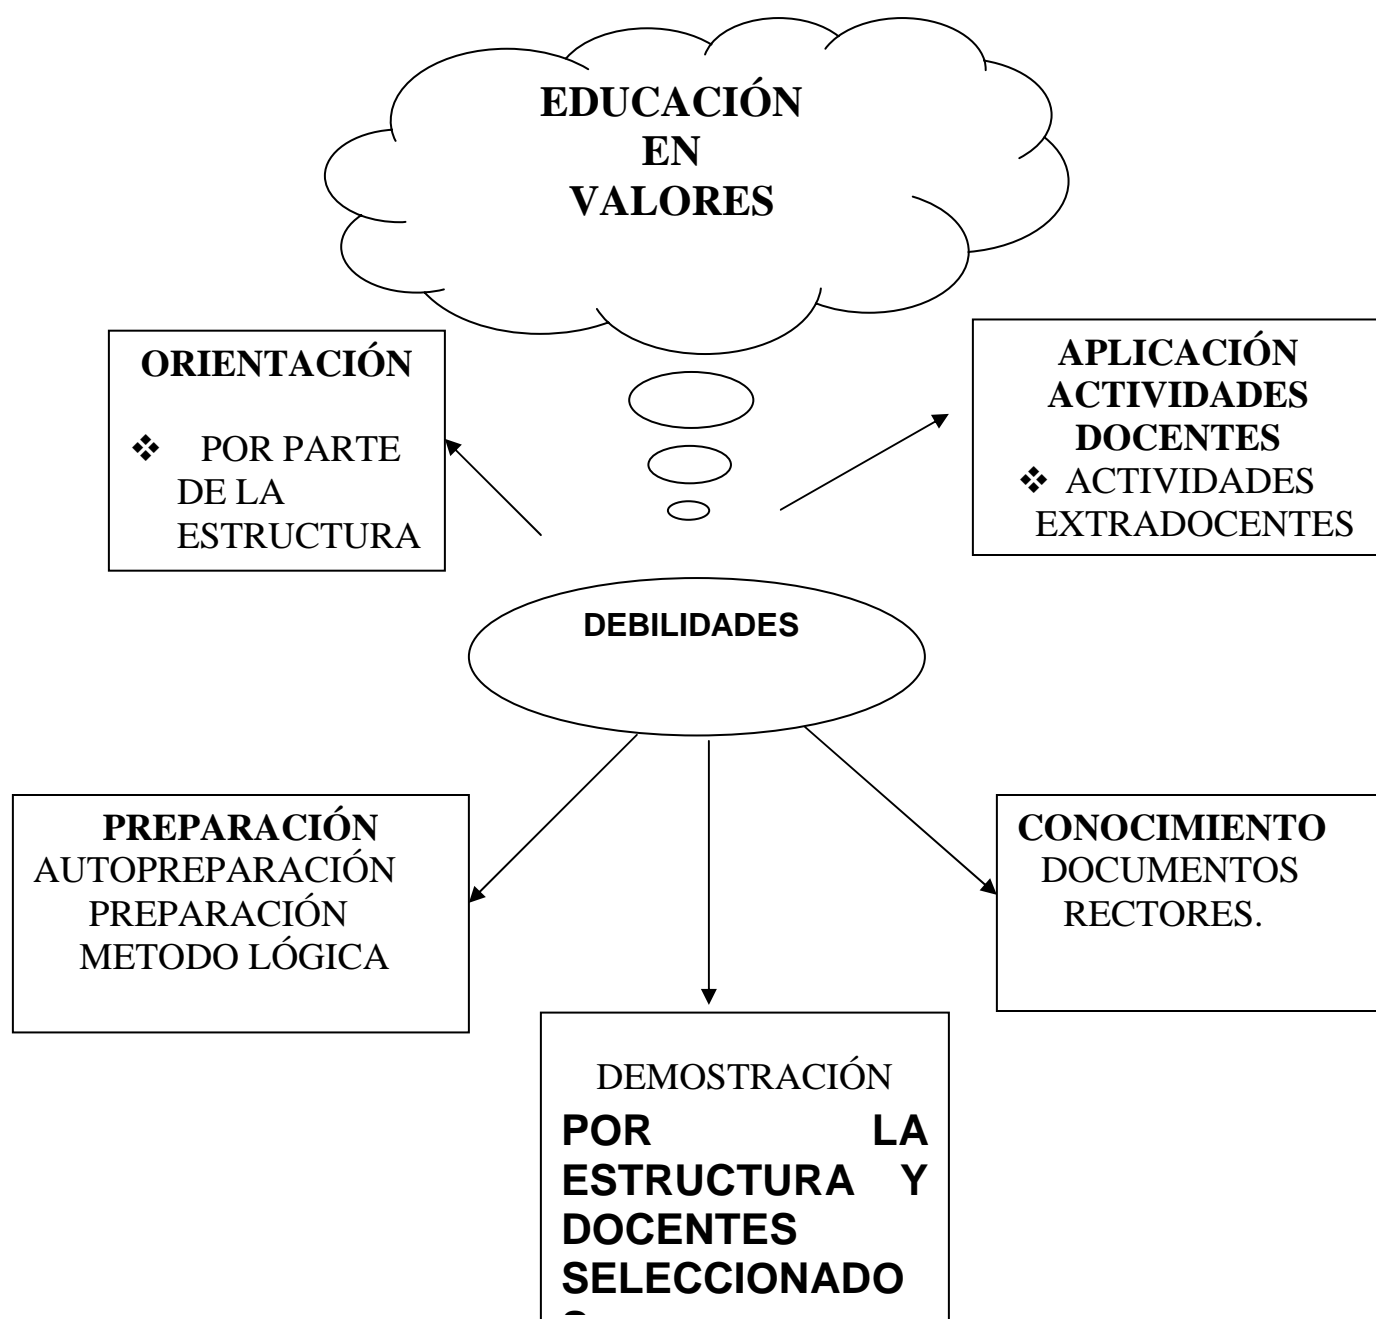 EDUCACIÓN
EN
VALORES
ORIENTACIÓN
❖ POR PARTE
DE LA
ESTRUCTURA
APLICACIÓN
ACTIVIDADES
DOCENTES
❖ ACTIVIDADES
EXTRADOCENTES
DEBILIDADES
PREPARACIÓN
AUTOPREPARACIÓN
PREPARACIÓN
METODO LÓGICA
CONOCIMIENTO
DOCUMENTOS
RECTORES.
DEMOSTRACIÓN
POR LA
ESTRUCTURA Y
DOCENTES
SELECCIONADO